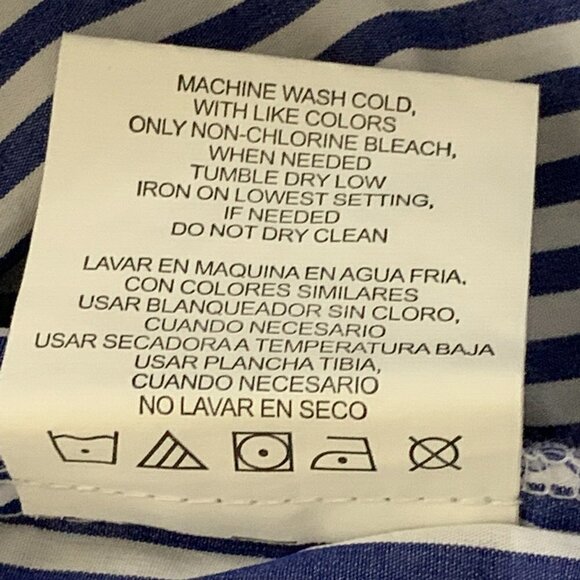 MACHINE WASH COLD,
WITH LIKE COLORS
ONLY NON-CHLORINE BLEACH,
WHEN NEEDED
TUMBLE DRY LOW
IRON ON LOWEST SETTING,
IF NEEDED
DO NOT DRY CLEAN
LAVAR EN MAQUINA EN AGUA FRIA,
CON COLORES SIMILARES
USAR BLANQUEADOR SIN CLORO,
CUANDO NECESARIO
USAR SECADORA A TEMPERATURA BAJA
USAR PLANCHA TIBIA,
CUANDO NECESARIO
NO LAVAR EN SECO